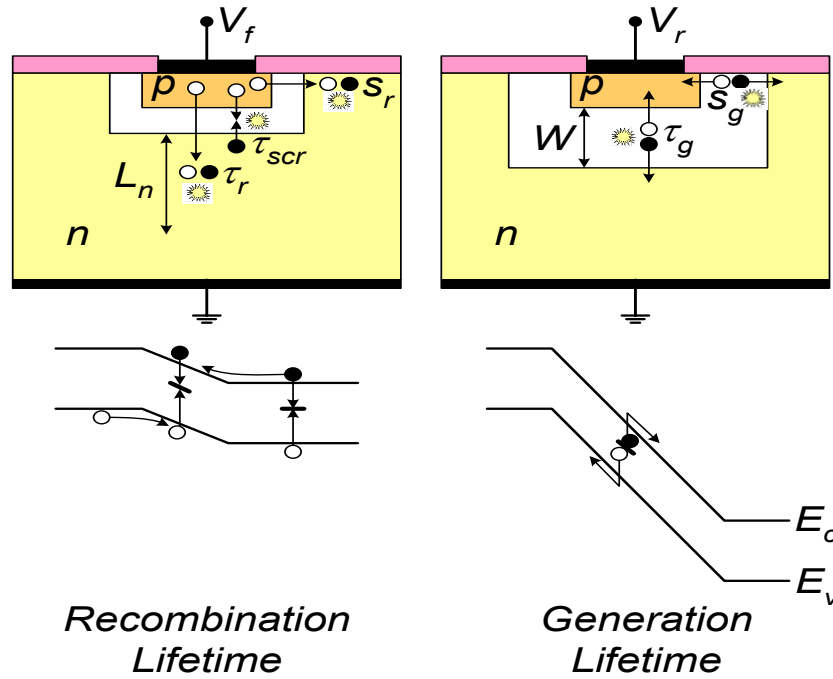 V_f
p
s_r
τ_scr
L_n
τ_r
n
V_r
p
s_g
W
τ_g
n
E_c
E_v
Recombination
Lifetime
Generation
Lifetime